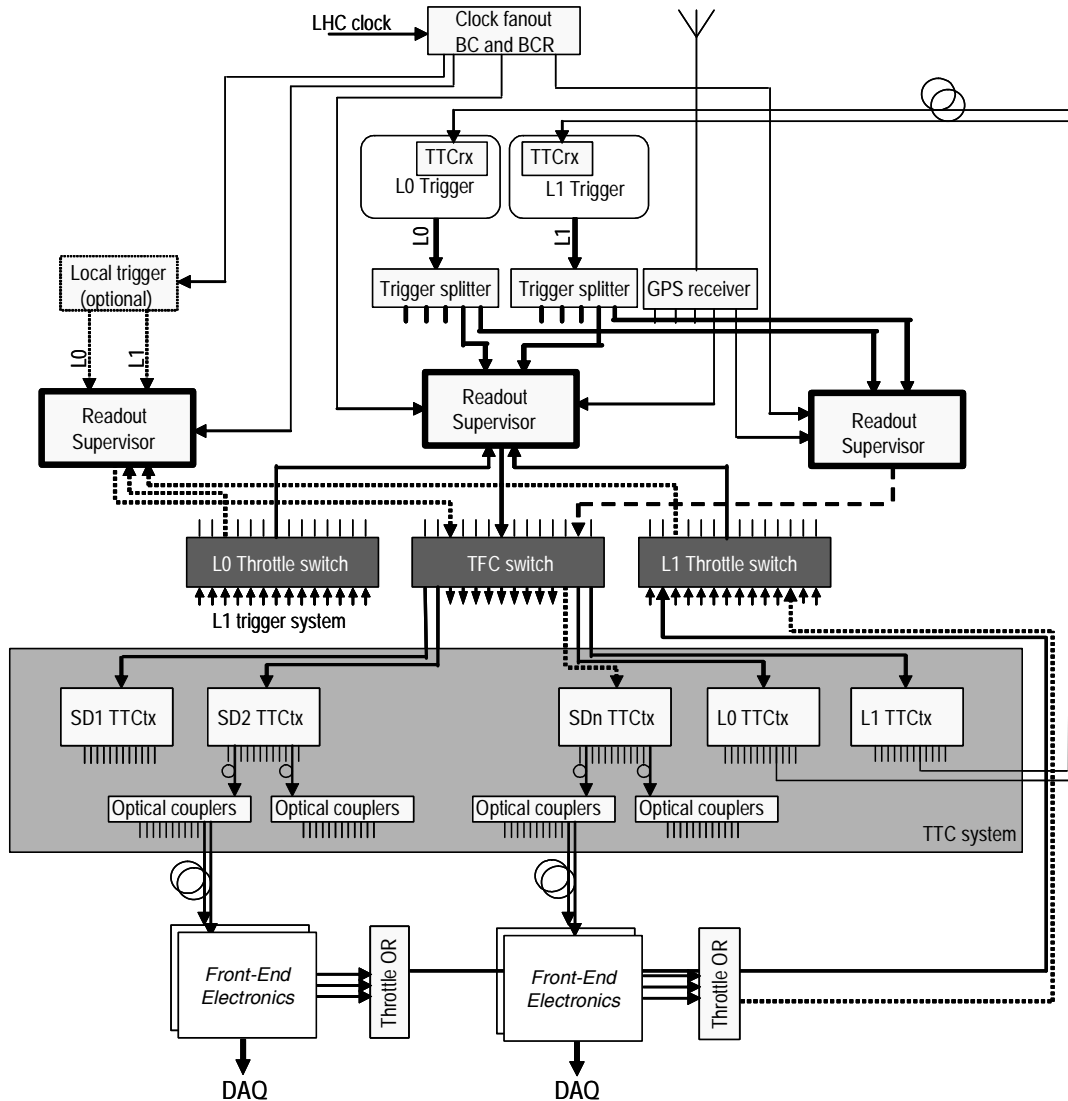 LHC clock
Clock fanout
BC and BCR
TTCrx
L0 Trigger
TTCrx
L1 Trigger
L0
L1
Local trigger
(optional)
Trigger splitter
Trigger splitter
GPS receiver
L0
L1
Readout
Supervisor
Readout
Supervisor
Readout
Supervisor
L0 Throttle switch
TFC switch
L1 Throttle switch
L1 trigger system
SD1 TTCtx
SD2 TTCtx
SDn TTCtx
L0 TTCtx
L1 TTCtx
Optical couplers
Optical couplers
Optical couplers
Optical couplers
TTC system
Front-End
Electronics
Throttle OR
Front-End
Electronics
Throttle OR
DAQ
DAQ